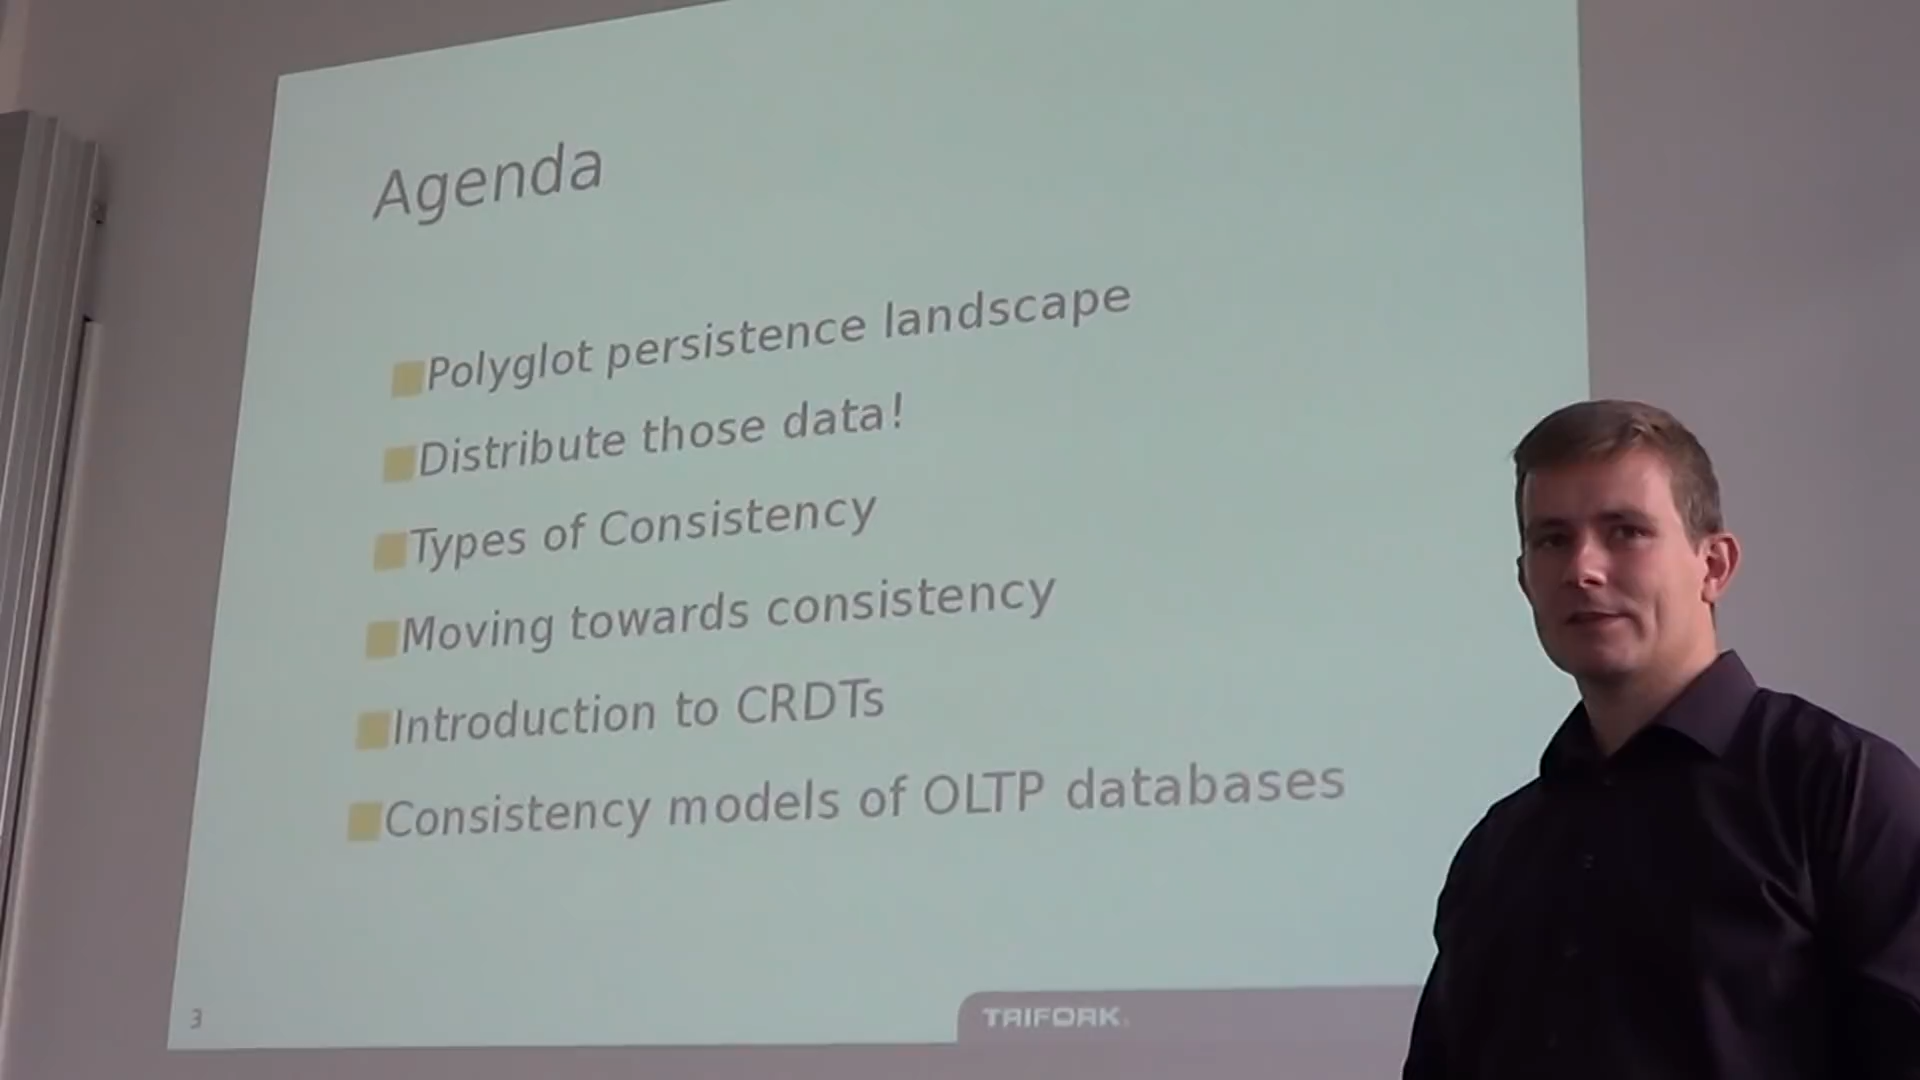 Agenda
Polyglot persistence landscape
Distribute those data!
Types of Consistency
Moving towards consistency
Introduction to CRDTs
Consistency models of OLTP databases
3
TRIFORK.